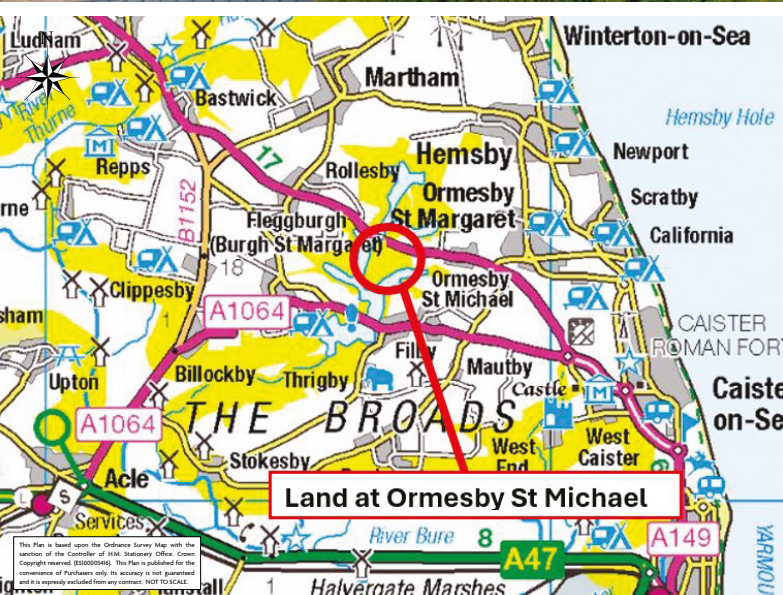 Ludham
Winterton-on-Sea
Martham
River
Thurne
Bastwick
Hemsby Hole
17
Repps
Rollesby
Hemsby
Newport
Ormesby
St Margaret
Scratby
rne
B1152
Fleggburgh
(Burgh St Margaret)
California
18
Clippesby
Ormesby
St Michael
A1064
sham
1
CAISTER
ROMAN FORT
Filby
Mautby
Upton
Billockby
Thrigby
Castle
Caiste
on-Se
A1064
THE BROADS
West
End
West
Caister
Stokesby
Acle
L
S
Land at Ormesby St Michael
Services
River Bure
8
A47
A149
YARMOU
This Plan is based upon the Ordnance Survey Map with the
sanction of the Controller of H.M. Stationery Office. Crown
Copyright reserved. (ESI00005416). This Plan is published for the
convenience of Purchasers only. Its accuracy is not guaranteed
and it is expressly excluded from any contract. NOT TO SCALE.
1
Halvergate Marshes